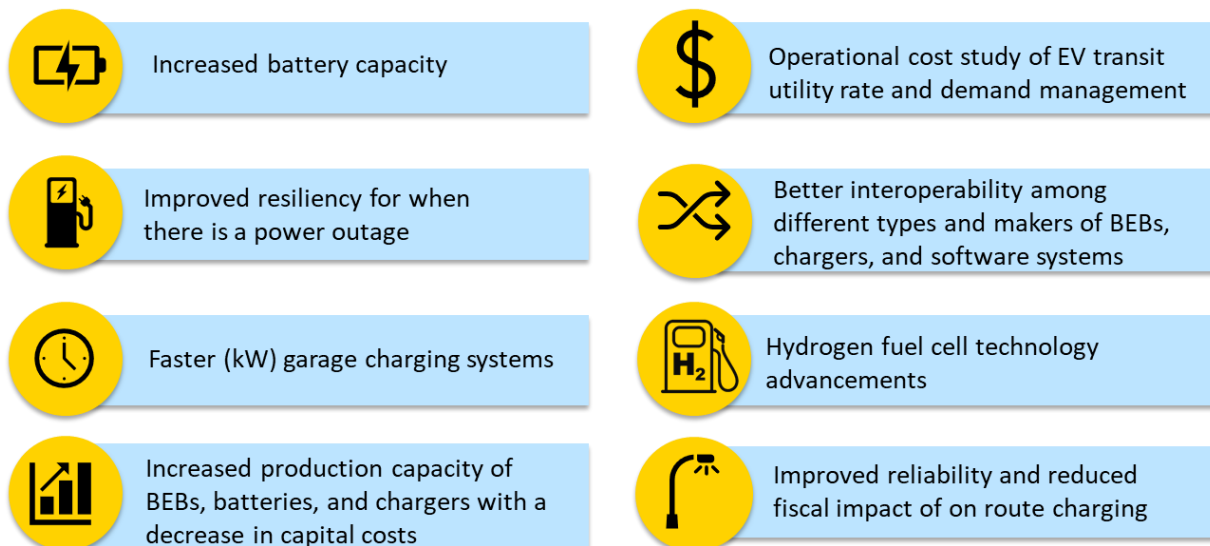 Increased battery capacity
Improved resiliency for when
there is a power outage
Faster (kW) garage charging systems
Increased production capacity of
BEBs, batteries, and chargers with a
decrease in capital costs
$
Operational cost study of EV transit
utility rate and demand management
Better interoperability among
different types and makers of BEBs,
chargers, and software systems
H₂
Hydrogen fuel cell technology
advancements
Improved reliability and reduced
fiscal impact of on route charging